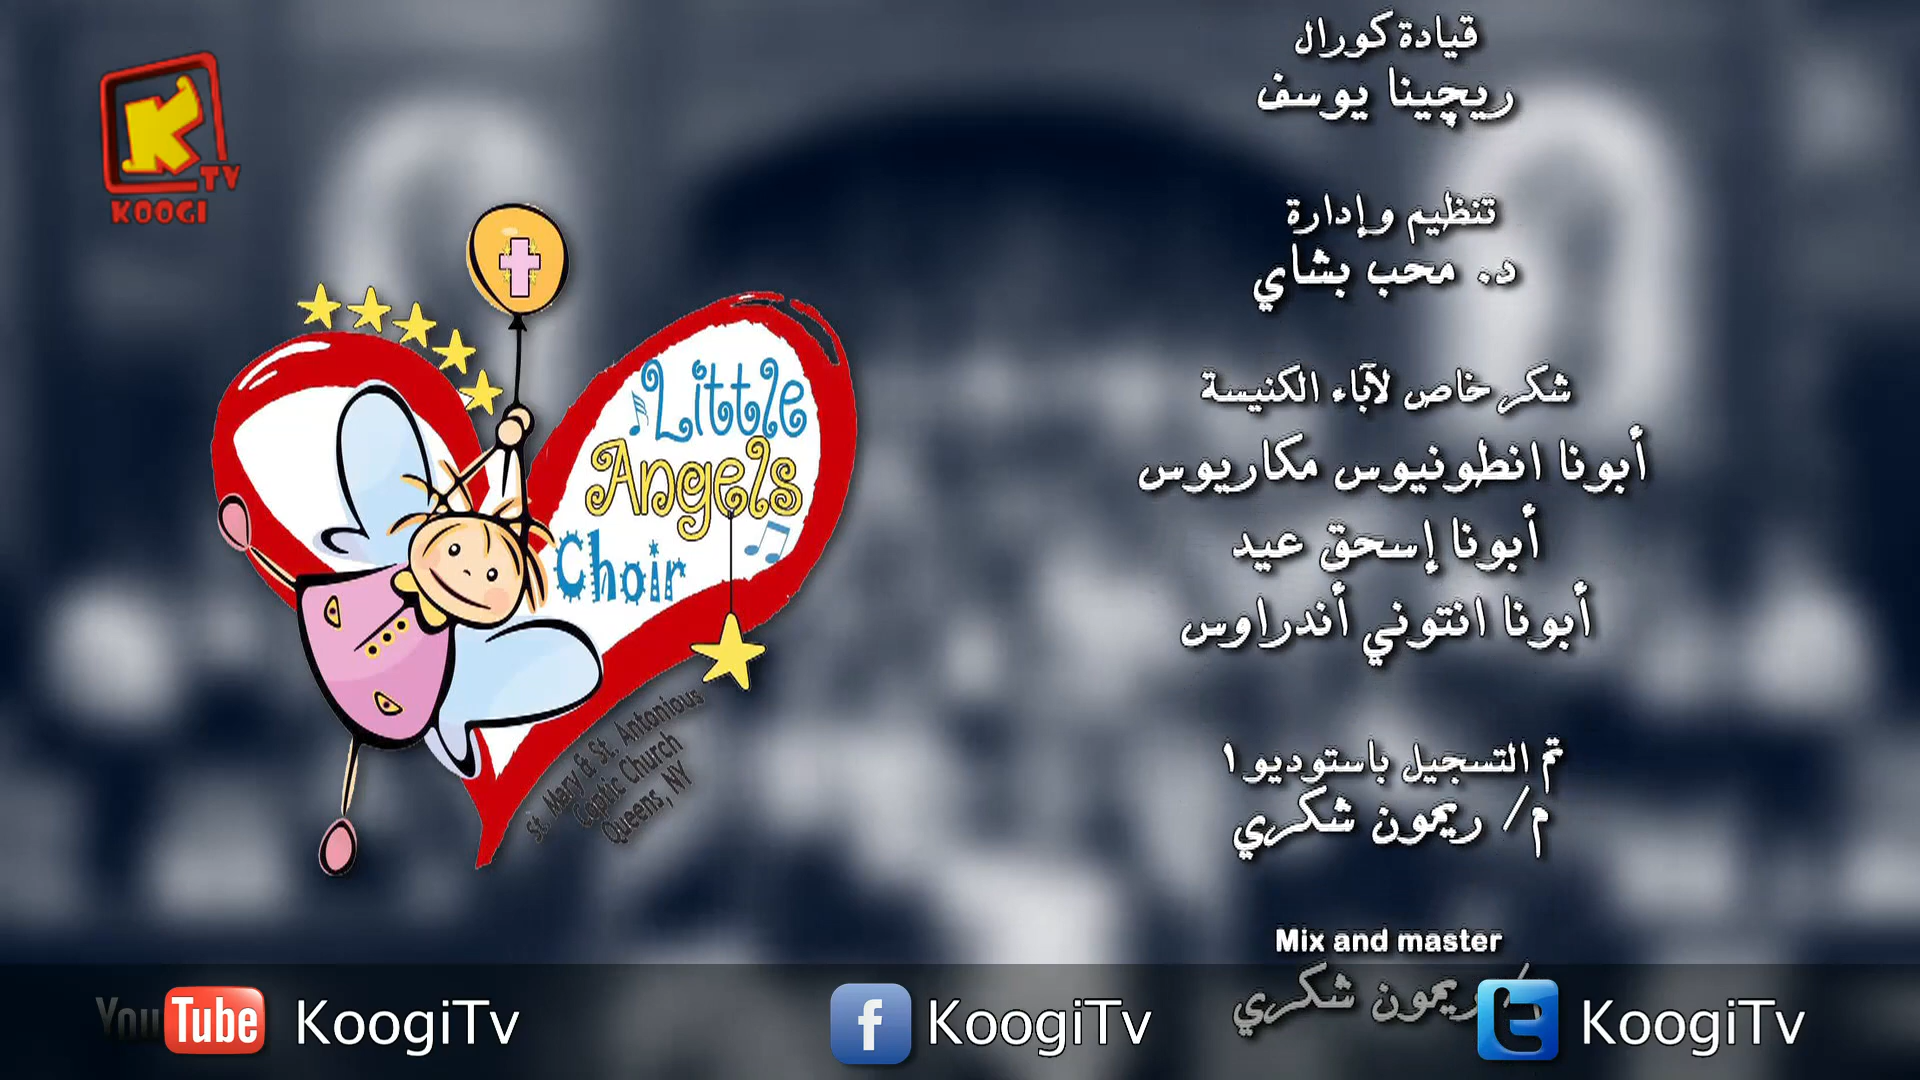 K
TV
KOOGI
Little
Angels
Choir
St. Mary & St. Antonious
Coptic Church
Queens, NY
قيادة كورال
ريچينا يوسف
تنظيم وإدارة
د. محب بشاي
شكر خاص لآباء الكنيسة
أبونا انطونيوس مكاريوس
أبونا إسحق عيد
أبونا انتوني أندراوس
تم التسجيل باستوديو ١
م/ ريمون شكري
Mix and master
ريمون شكري
YouTube KoogiTv
f KoogiTv
t KoogiTv